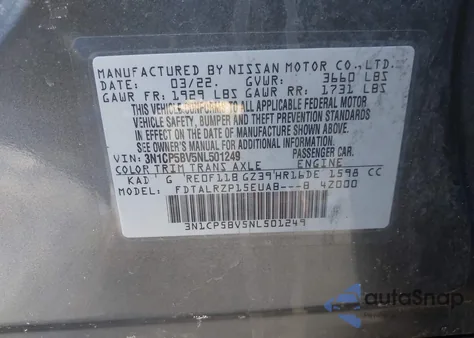 MANUFACTURED BY NISSAN MOTOR CO., LTD.
DATE: 03/22. GVWR: 3660 LBS
GAWR FR: 1929 LBS GAWR RR: 1731 LBS
THIS VEHICLE CONFORMS TO ALL APPLICABLE FEDERAL MOTOR
VEHICLE SAFETY, BUMPER AND THEFT PREVENTION STANDARDS
IN EFFECT ON THE DATE OF MANUFACTURE SHOWN ABOVE.
SEE OWNER'S MANUAL FOR ADDITIONAL INFORMATION.
VIN: 3N1CP5BV5NL501249 PASSENGER CAR.
COLOR TRIM TRANS AXLE ENGINE
KAD G RE0F11B GZ39 HR16DE 1598 CC
MODEL: FDTALRZP15EUAB---B 4Z000
3N1CP5BV5NL501249
autoSnap